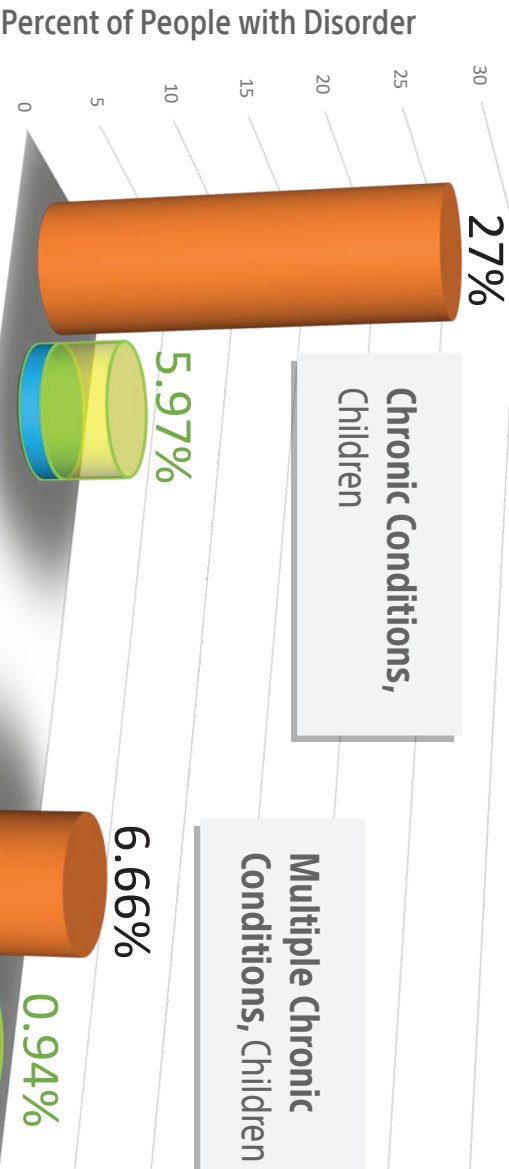 Percent of People with Disorder
30
25
20
15
10
5
0
27%
5.97%
Chronic Conditions,
Children
6.66%
0.94%
Multiple Chronic
Conditions, Children